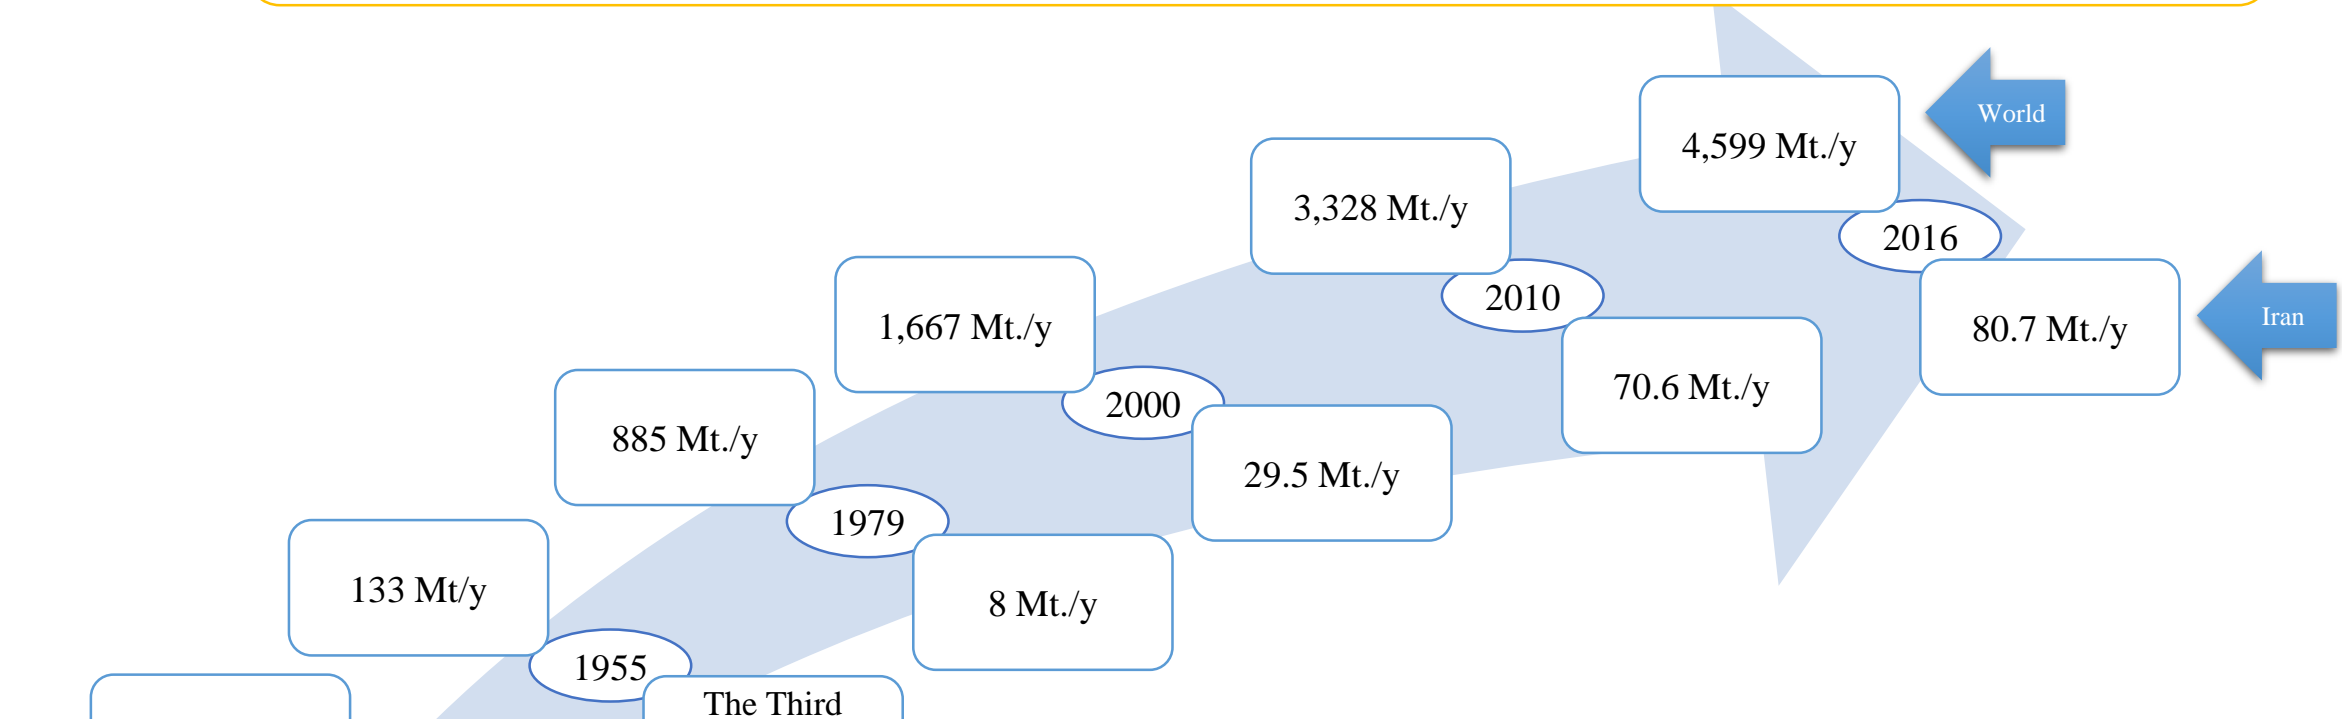 World
4,599 Mt./y
3,328 Mt./y
2016
2010
Iran
80.7 Mt./y
1,667 Mt./y
70.6 Mt./y
2000
885 Mt./y
29.5 Mt./y
1979
133 Mt/y
8 Mt./y
1955
The Third